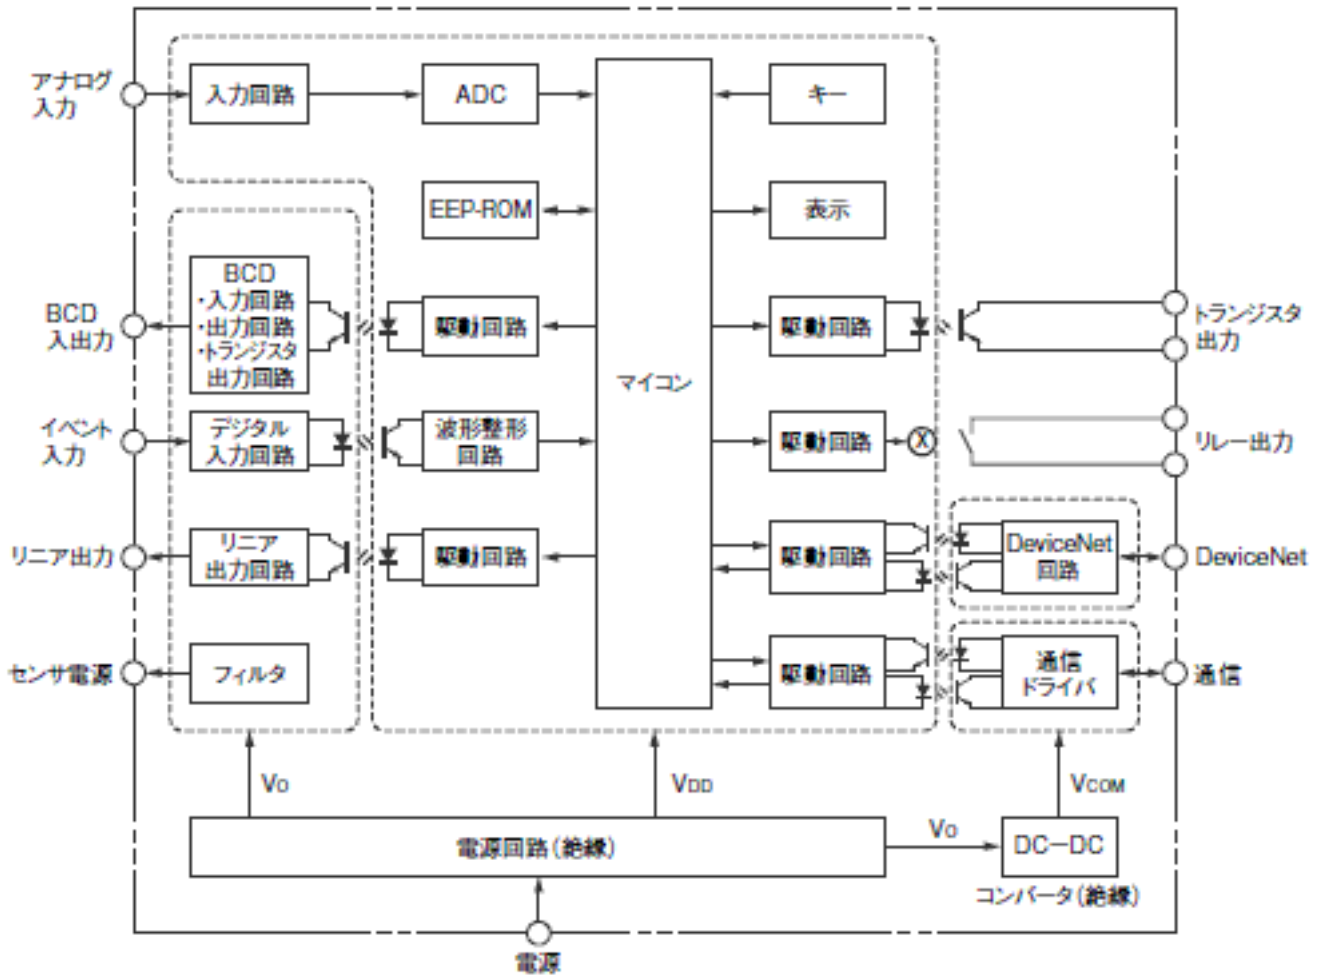 アナログ
入力
入力回路
ADC
キー
EEP-ROM
表示
マイコン
BCD
入出力
BCD
・入力回路
・出力回路
・トランジスタ
出力回路
駆動回路
駆動回路
トランジスタ
出力
イベント
入力
デジタル
入力回路
波形整形
回路
駆動回路
X
リレー出力
リニア出力
リニア
出力回路
駆動回路
駆動回路
DeviceNet
回路
DeviceNet
センサ電源
フィルタ
駆動回路
通信
ドライバ
通信
VO
VDD
VCOM
電源回路(絶縁)
VO
DC－DC
コンバータ(絶縁)
電源